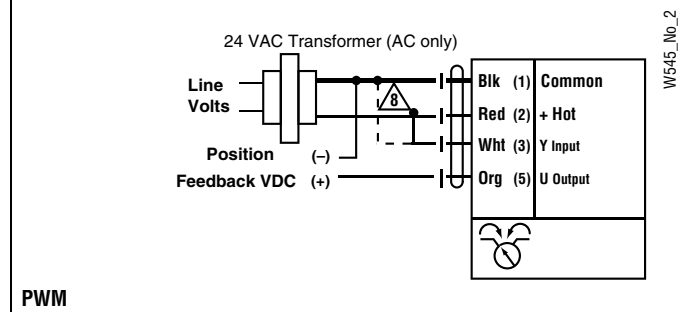 W545_No_2
24 VAC Transformer (AC only)
Line
Volts
8
Blk (1) Common
Red (2) + Hot
Wht (3) Y Input
Org (5) U Output
Position (–)
Feedback VDC (+)
PWM